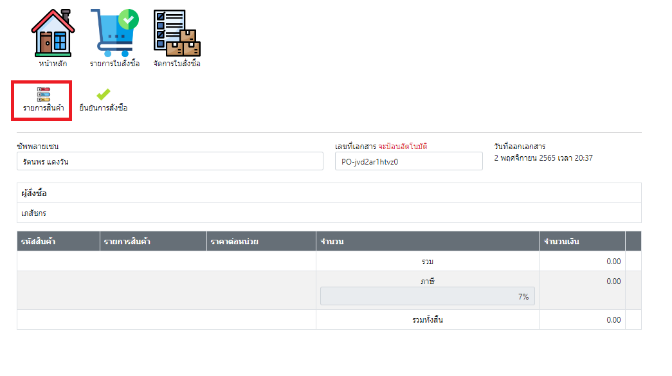 หน้าหลัก รายการใบสั่งซื้อ จัดการใบสั่งซื้อ
รายการสินค้า ยืนยันการสั่งซื้อ
ซัพพลายเชน เลขที่เอกสาร จะป้อนอัตโนมัติ วันที่ออกเอกสาร
รัตนพร แดงวัน PO-jvd2ar1htvz0 2 พฤศจิกายน 2565 เวลา 20:37
ผู้สั่งซื้อ
เภสัชกร
รหัสสินค้า รายการสินค้า ราคาต่อหน่วย จำนวน จำนวนเงิน
รวม 0.00
ภาษี 0.00
7%
รวมทั้งสิ้น 0.00